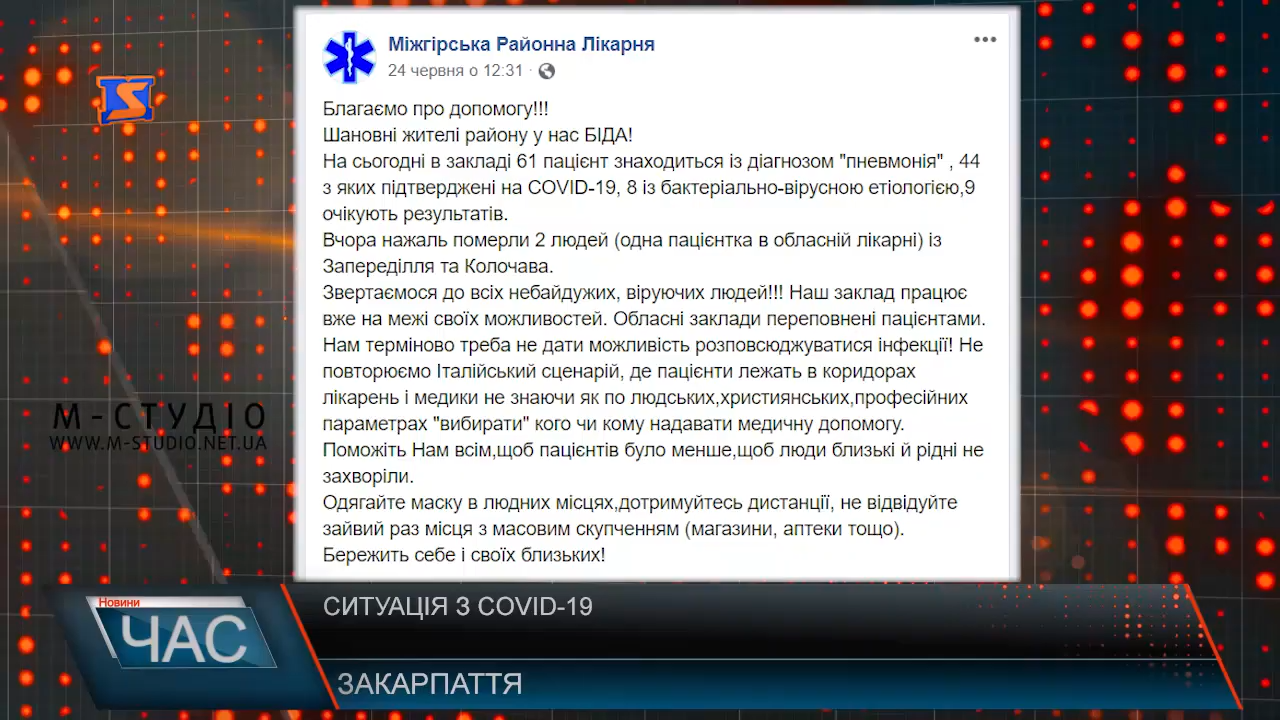 Міжгірська Районна Лікарня
24 червня о 12:31 ·
Благаємо про допомогу!!!
Шановні жителі району у нас БІДА!
На сьогодні в закладі 61 пацієнт знаходиться із діагнозом "пневмонія" , 44
з яких підтверджені на COVID-19, 8 із бактеріально-вірусною етіологією,9
очікують результатів.
Вчора нажаль померли 2 людей (одна пацієнтка в обласній лікарні) із
Запереділля та Колочава.
Звертаємося до всіх небайдужих, віруючих людей!!! Наш заклад працює
вже на межі своїх можливостей. Обласні заклади переповнені пацієнтами.
Нам терміново треба не дати можливість розповсюджуватися інфекції! Не
повторюємо Італійський сценарій, де пацієнти лежать в коридорах
лікарень і медики не знаючи як по людських,християнських,професійних
параметрах "вибирати" кого чи кому надавати медичну допомогу.
Поможіть Нам всім,щоб пацієнтів було менше,щоб люди близькі й рідні не
захворіли.
Одягайте маску в людних місцях,дотримуйтесь дистанції, не відвідуйте
зайвий раз місця з масовим скупченням (магазини, аптеки тощо).
Бережить себе і своїх близьких!
М-СТУДІО
WWW.M-STUDIO.NET.UA
Новини
ЧАС
СИТУАЦІЯ З COVID-19
ЗАКАРПАТТЯ